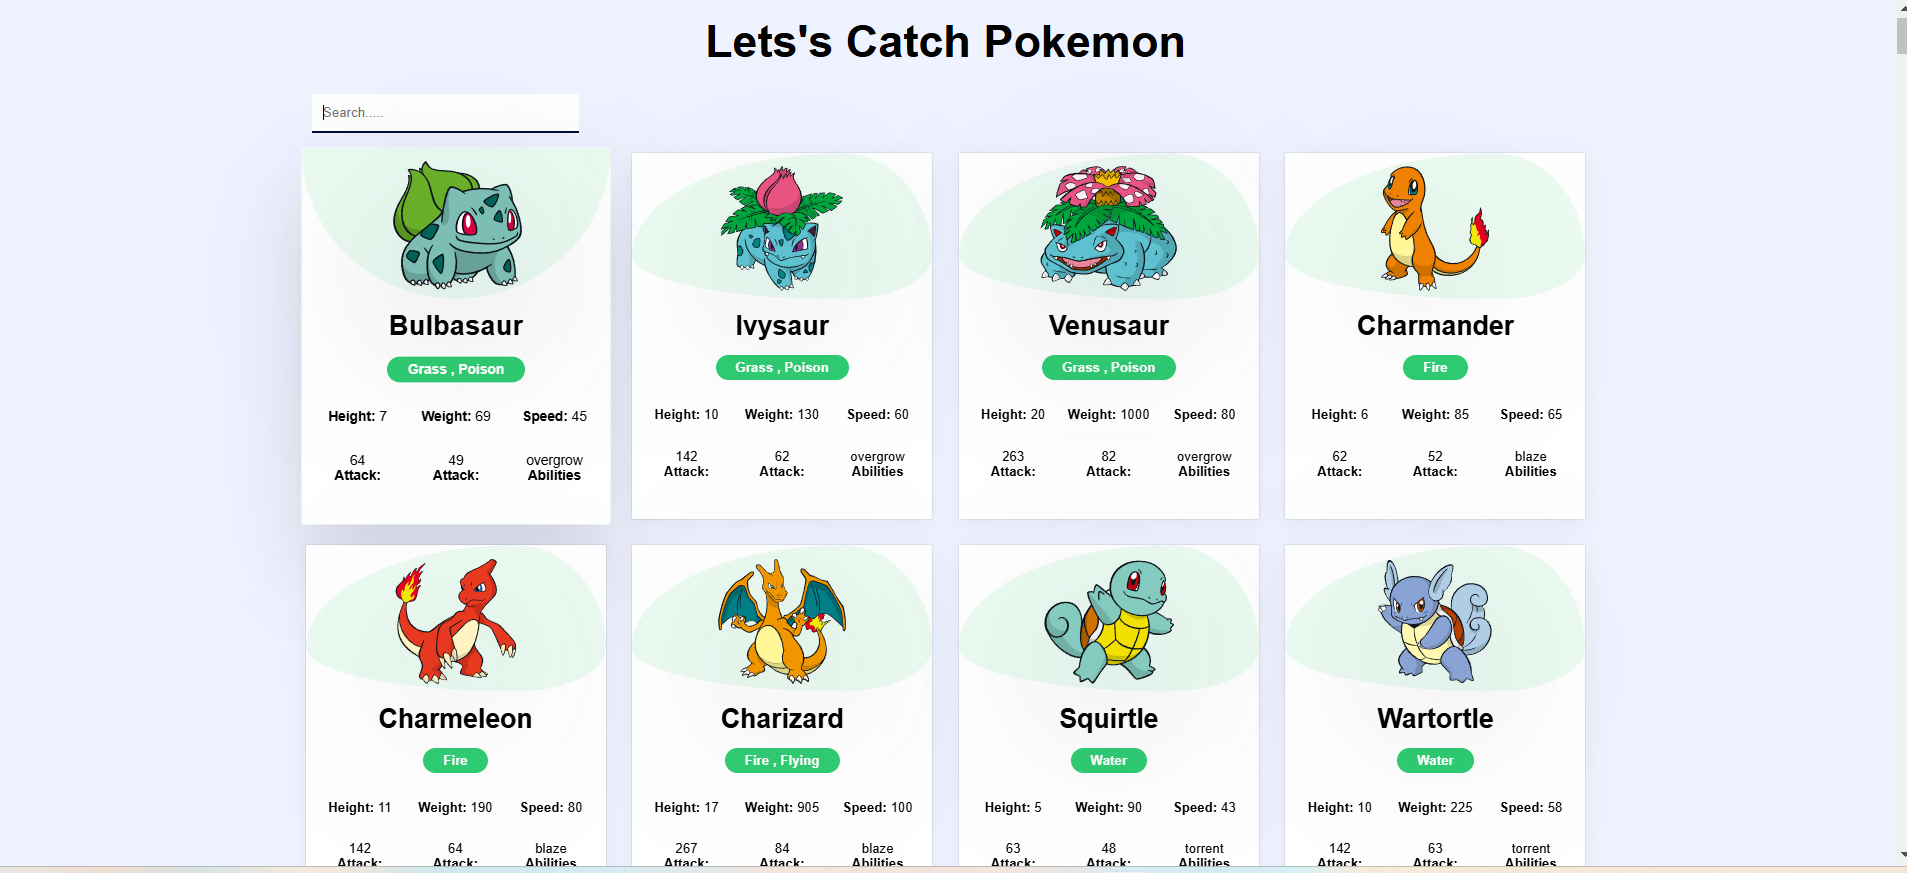 Lets's Catch Pokemon
Search.....
Bulbasaur
Grass , Poison
Height: 7 Weight: 69 Speed: 45
64 49 overgrow
Attack: Attack: Abilities
Ivysaur
Grass , Poison
Height: 10 Weight: 130 Speed: 60
142 62 overgrow
Attack: Attack: Abilities
Venusaur
Grass , Poison
Height: 20 Weight: 1000 Speed: 80
263 82 overgrow
Attack: Attack: Abilities
Charmander
Fire
Height: 6 Weight: 85 Speed: 65
62 52 blaze
Attack: Attack: Abilities
Charmeleon
Fire
Height: 11 Weight: 190 Speed: 80
142 64 blaze
Attack: Attack: Abilities
Charizard
Fire , Flying
Height: 17 Weight: 905 Speed: 100
267 84 blaze
Attack: Attack: Abilities
Squirtle
Water
Height: 5 Weight: 90 Speed: 43
63 48 torrent
Attack: Attack: Abilities
Wartortle
Water
Height: 10 Weight: 225 Speed: 58
142 63 torrent
Attack: Attack: Abilities